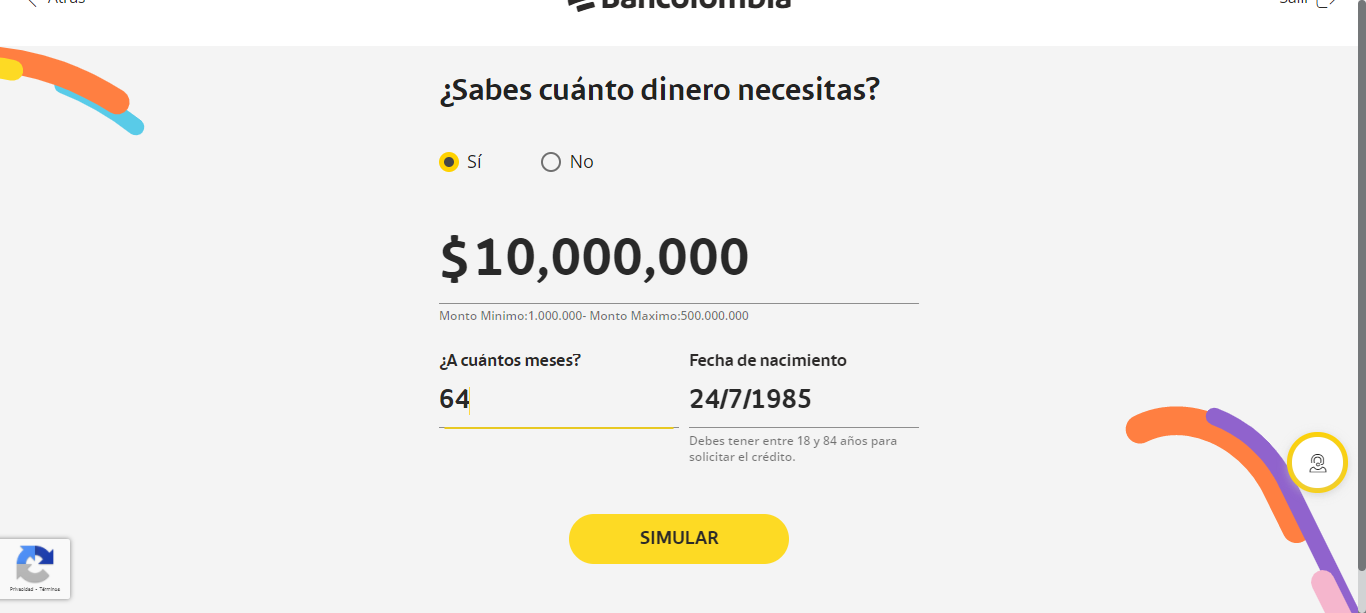 Atrás
Bancolombia
Salir
¿Sabes cuánto dinero necesitas?
Sí
No
$10,000,000
Monto Minimo:1.000.000- Monto Maximo:500.000.000
¿A cuántos meses?
Fecha de nacimiento
64
24/7/1985
Debes tener entre 18 y 84 años para
solicitar el crédito.
SIMULAR
Privacidad - Términos